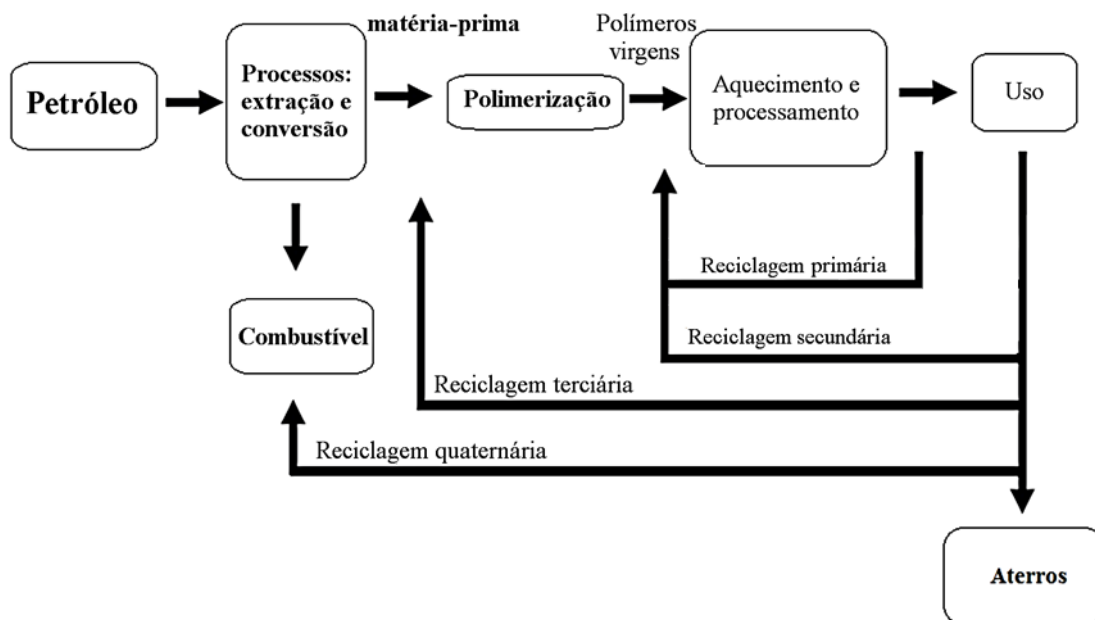 matéria-prima
Polímeros
virgens
Petróleo
Processos:
extração e
conversão
Polimerização
Aquecimento e
processamento
Uso
Reciclagem primária
Combustível
Reciclagem secundária
Reciclagem terciária
Reciclagem quaternária
Aterros